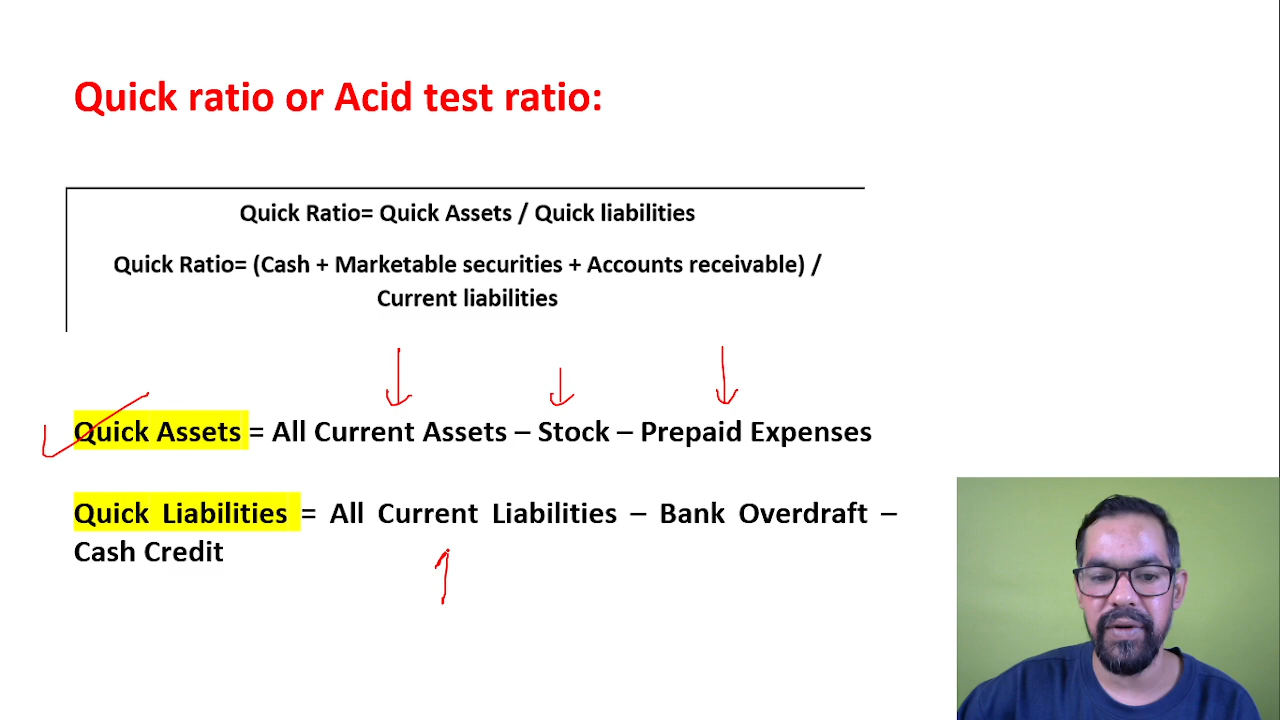 Quick ratio or Acid test ratio:
Quick Ratio= Quick Assets / Quick liabilities
Quick Ratio= (Cash + Marketable securities + Accounts receivable) /
Current liabilities
Quick Assets = All Current Assets – Stock – Prepaid Expenses
Quick Liabilities = All Current Liabilities – Bank Overdraft –
Cash Credit